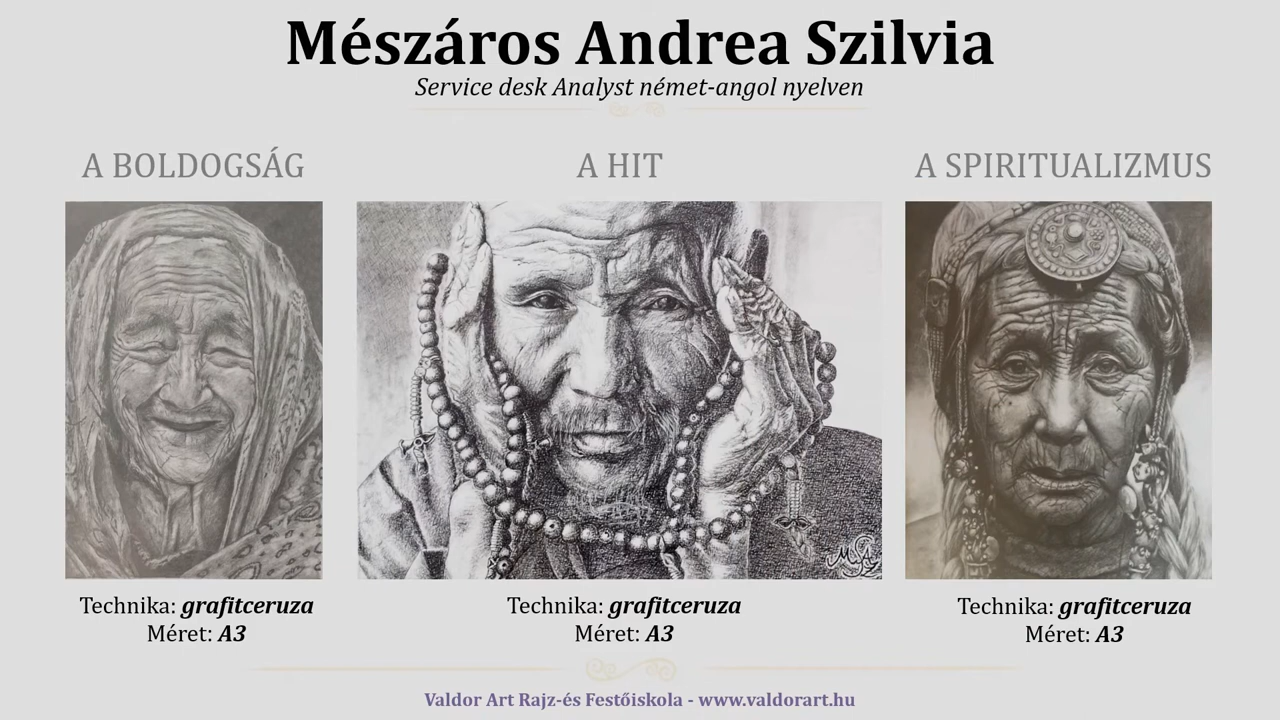 Mészáros Andrea Szilvia
Service desk Analyst német-angol nyelven
A BOLDOGSÁG
A HIT
A SPIRITUALIZMUS
Technika: grafitceruza
Méret: A3
Technika: grafitceruza
Méret: A3
Technika: grafitceruza
Méret: A3
Valdor Art Rajz-és Festőiskola - www.valdorart.hu